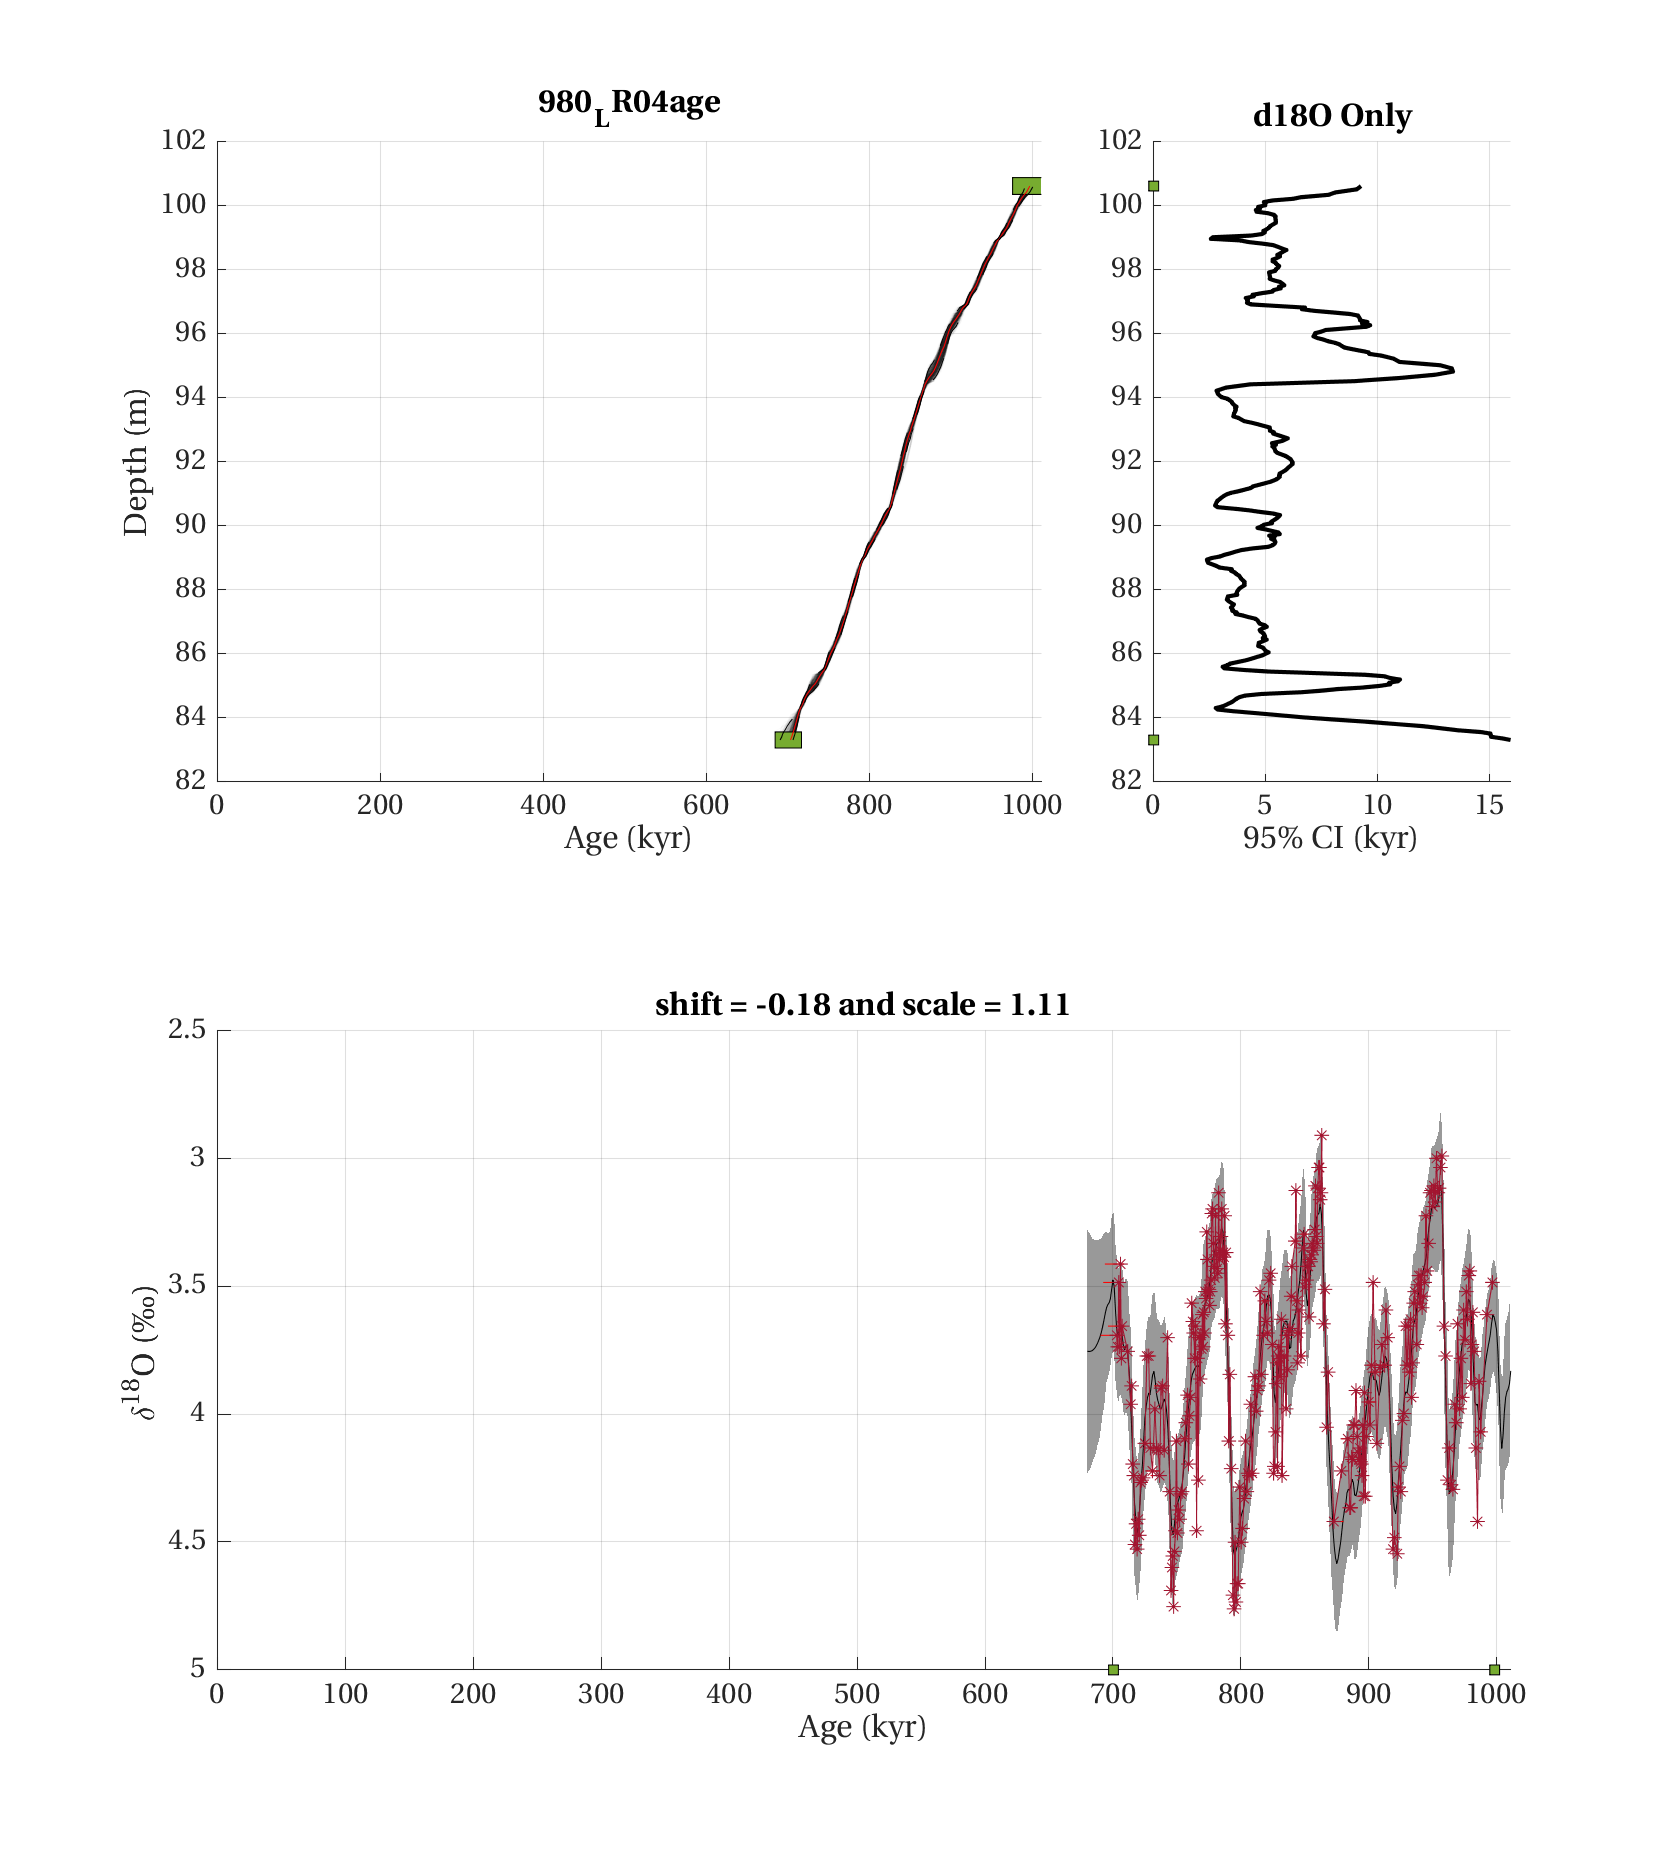 980LR04age
102
100
98
96
94
92
90
88
86
84
82
Depth (m)
0 200 400 600 800 1000
Age (kyr)
d18O Only
102
100
98
96
94
92
90
88
86
84
82
0 5 10 15
95% CI (kyr)
shift = -0.18 and scale = 1.11
2.5
3
3.5
4
4.5
5
δ18O (‰)
0 100 200 300 400 500 600 700 800 900 1000
Age (kyr)